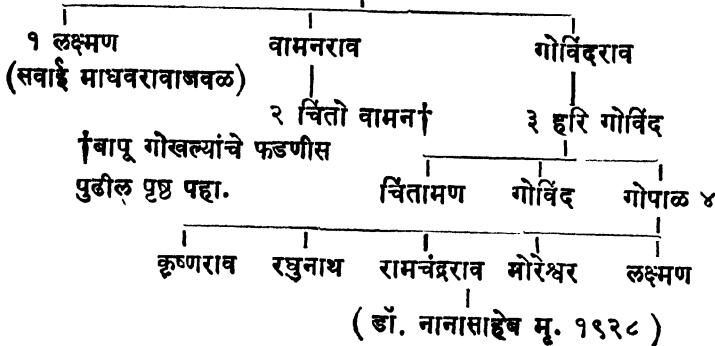 १ लक्ष्मण वामनराव गोविंदराव
(सवाई माधवरावाजवळ)
२ चिंतो वामन† ३ हरि गोविंद
†बापू गोखल्यांचे फडणीस
पुढील पृष्ठ पहा. चिंतामण गोविंद गोपाळ ४
कृष्णराव रघुनाथ रामचंद्रराव मोरेश्वर लक्ष्मण
( डॉ. नानासाहेब मृ. १९२८ )